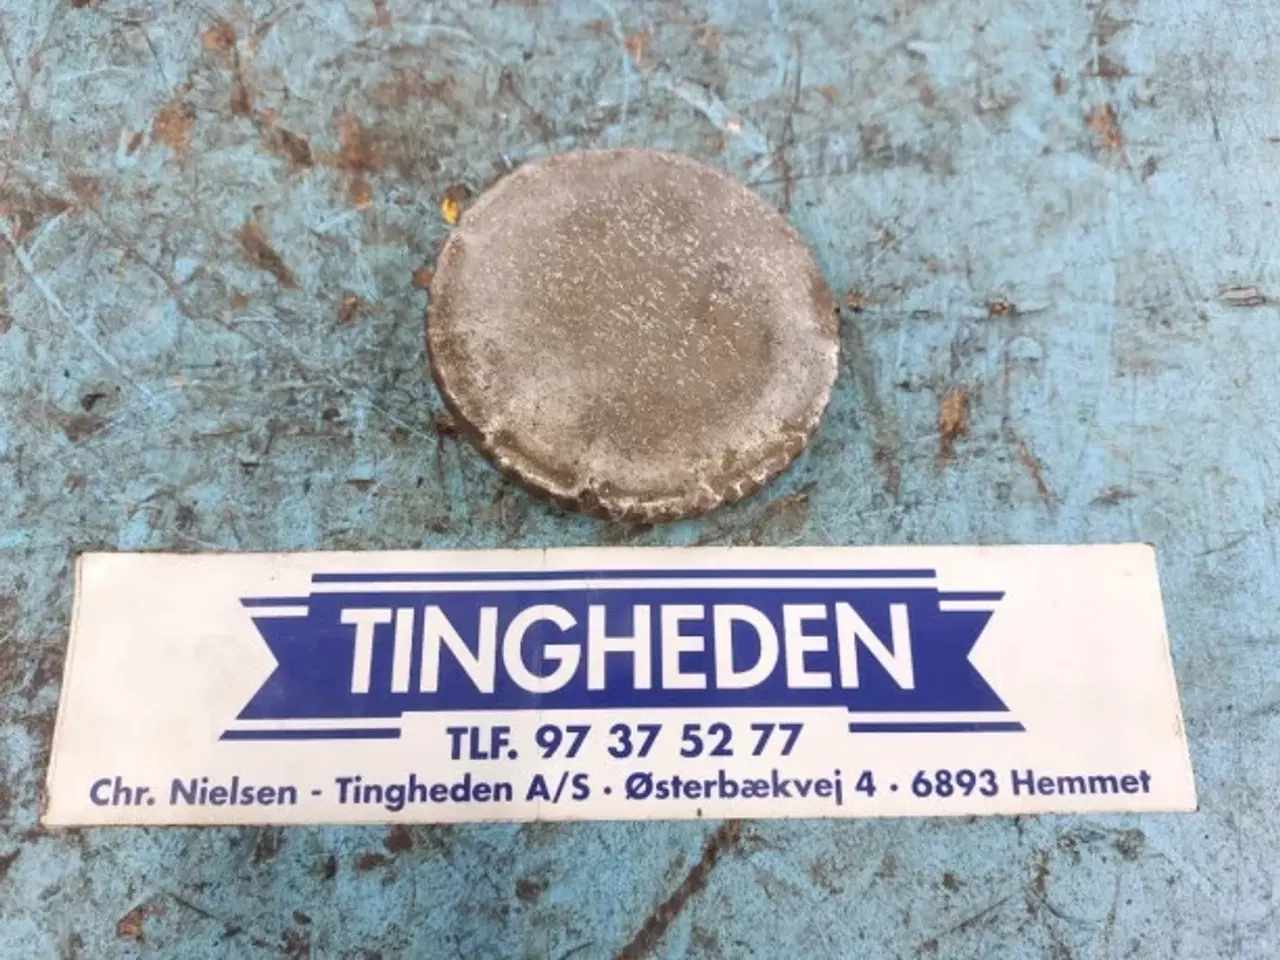 TINGHEDEN
TLF. 97 37 52 77
Chr. Nielsen - Tingheden A/S · Østerbækvej 4 · 6893 Hemmet